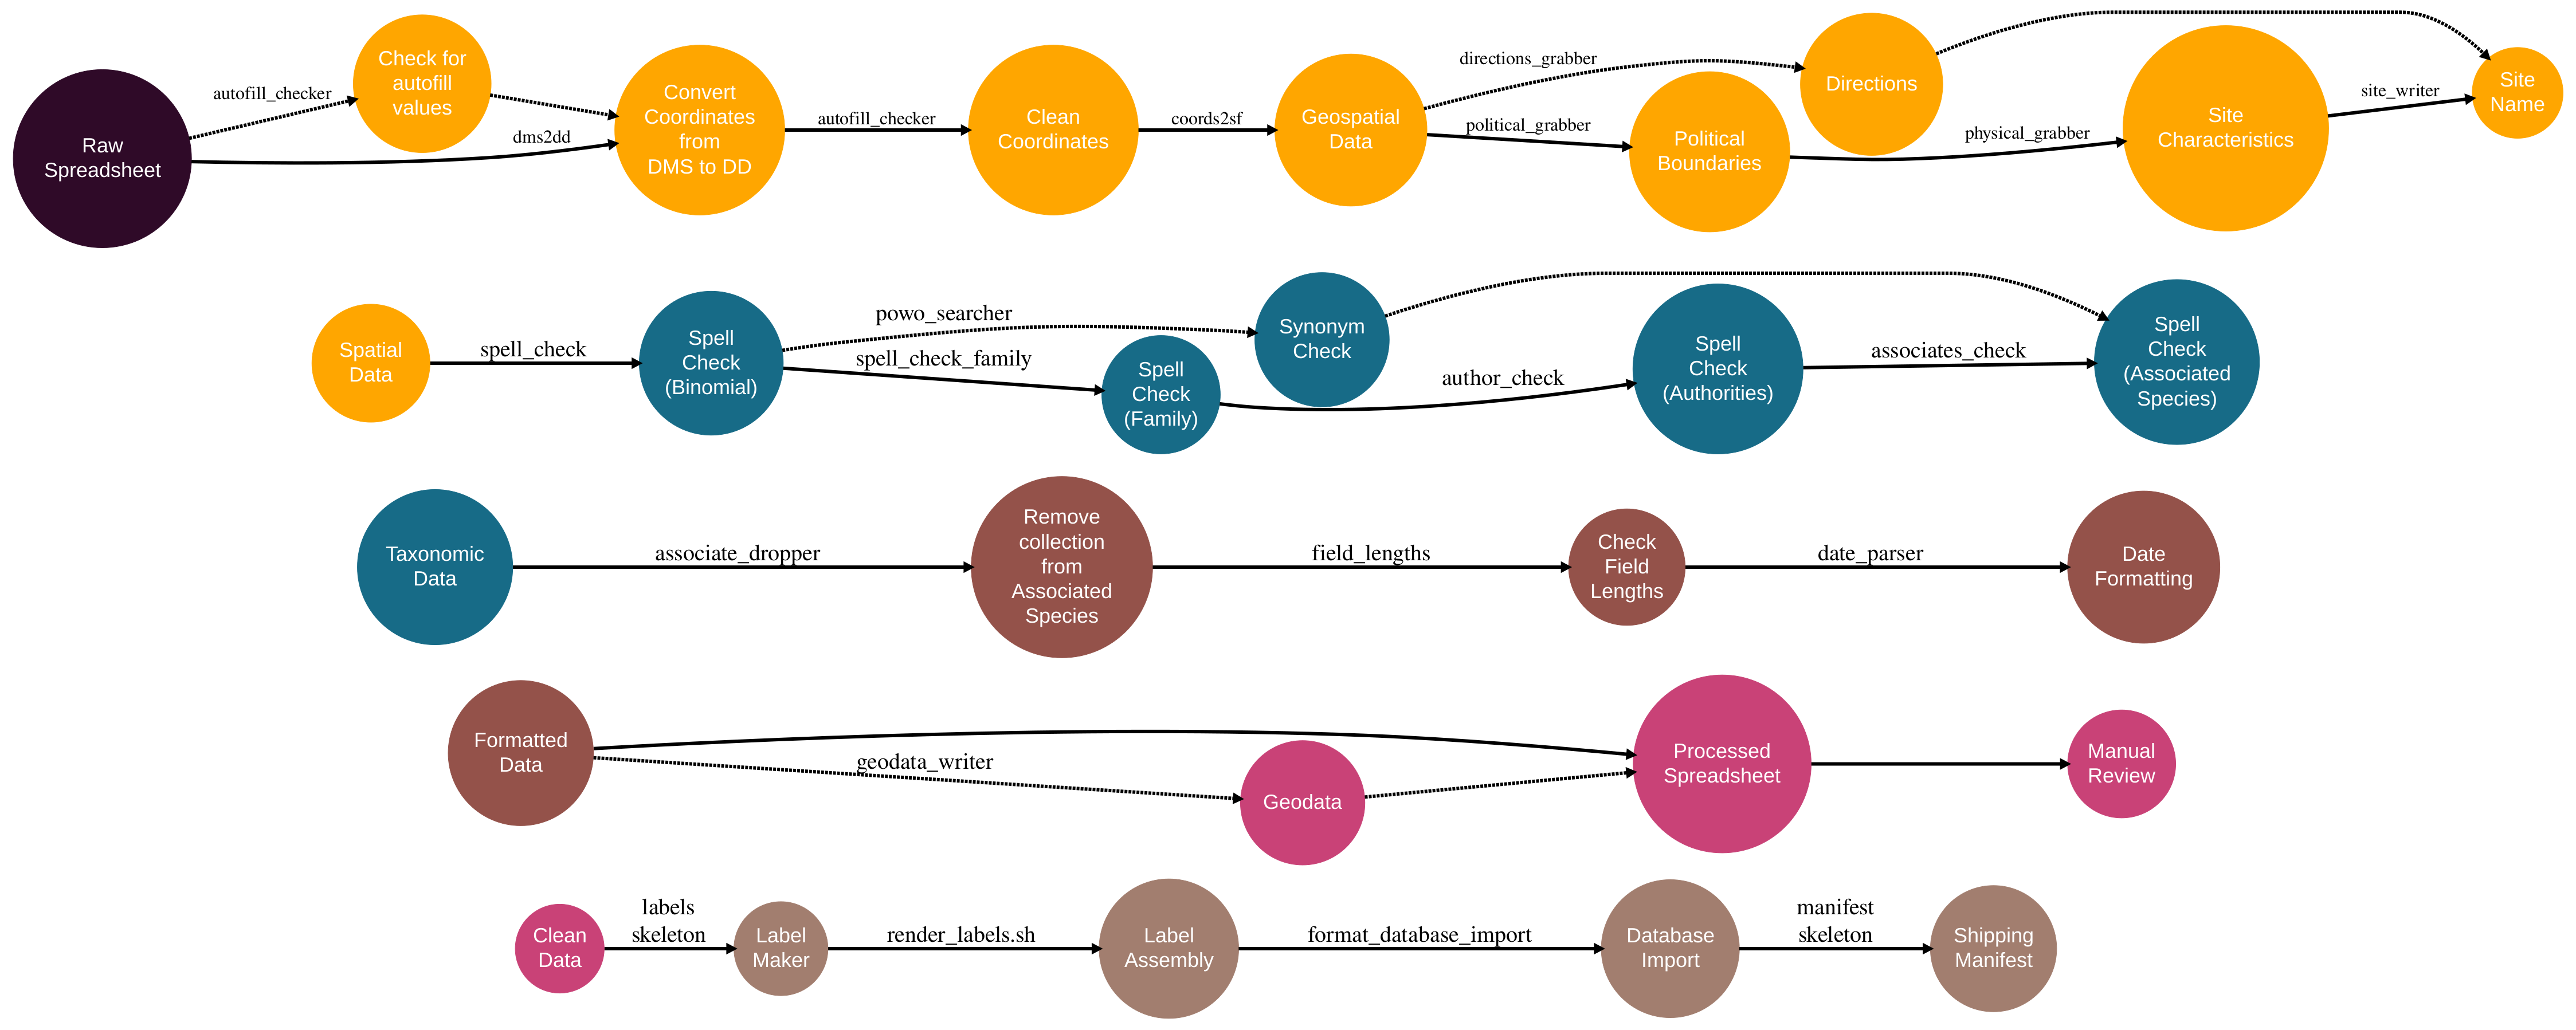 Raw
Spreadsheet
autofill_checker
Check for
autofill
values
dms2dd
Convert
Coordinates
from
DMS to DD
autofill_checker
Clean
Coordinates
coords2sf
Geospatial
Data
directions_grabber
political_grabber
Political
Boundaries
Directions
physical_grabber
Site
Characteristics
site_writer
Site
Name
Spatial
Data
spell_check
Spell
Check
(Binomial)
powo_searcher
spell_check_family
Spell
Check
(Family)
Synonym
Check
author_check
Spell
Check
(Authorities)
associates_check
Spell
Check
(Associated
Species)
Taxonomic
Data
associate_dropper
Remove
collection
from
Associated
Species
field_lengths
Check
Field
Lengths
date_parser
Date
Formatting
Formatted
Data
geodata_writer
Geodata
Processed
Spreadsheet
Manual
Review
Clean
Data
labels
skeleton
Label
Maker
render_labels.sh
Label
Assembly
format_database_import
Database
Import
manifest
skeleton
Shipping
Manifest